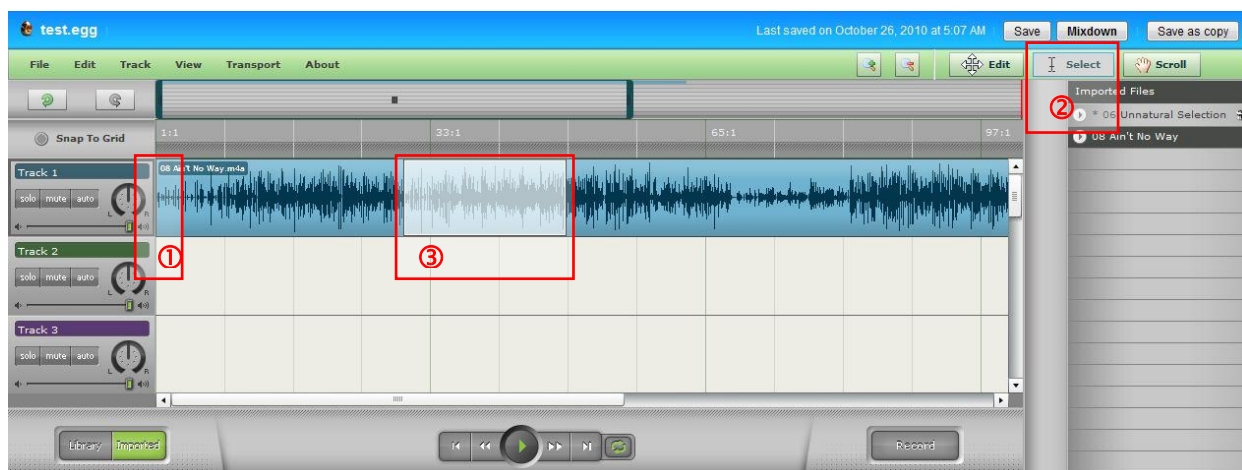 test.egg
Last saved on October 26, 2010 at 5:07 AM Save Mixdown Save as copy
File Edit Track View Transport About Edit Select Scroll
② Imported Files
* 06 Unnatural Selection
08 Ain't No Way
Snap To Grid 1:1 33:1 65:1 97:1
Track 1 08 Ain't No Way.m4a
solo mute auto
L R
① ③
Track 2
solo mute auto
L R
Track 3
solo mute auto
L R
Library Imported Record